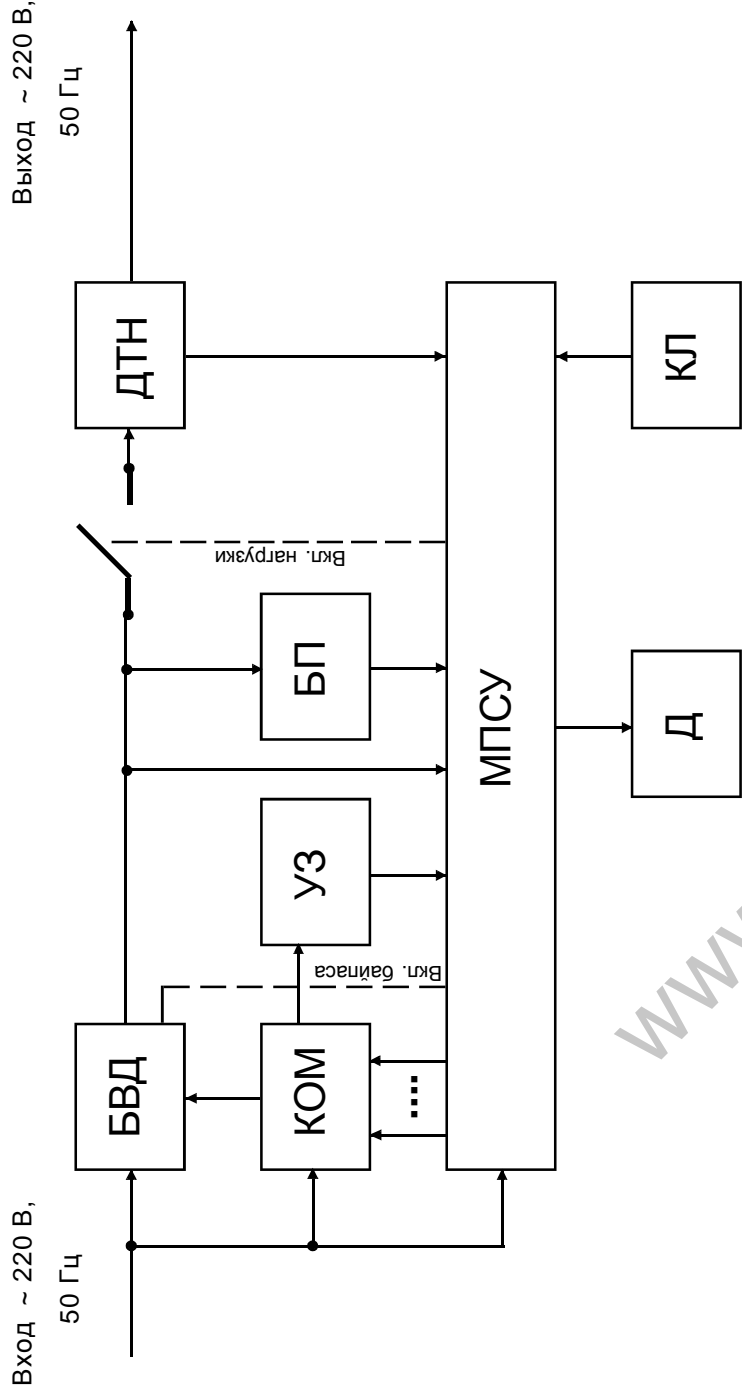 Вход ~ 220 В,
50 Гц
Выход ~ 220 В,
50 Гц
БВД
ДТН
Вкл. байпаса
Вкл. нагрузки
КОМ
УЗ
БП
....
МПСУ
Д
КЛ
www